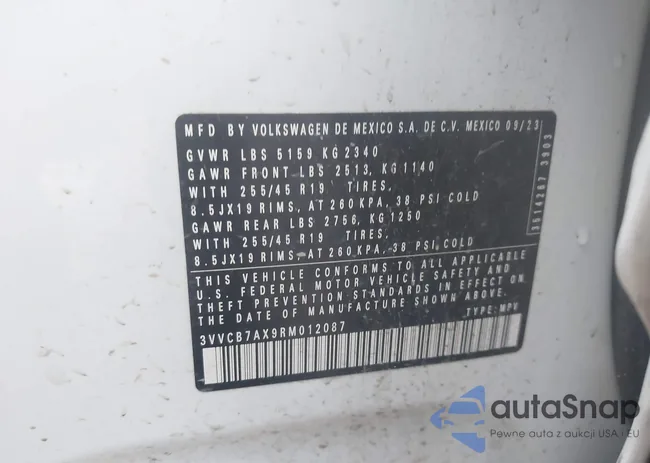 MFD BY VOLKSWAGEN DE MEXICO S.A. DE C.V. MEXICO 09/23
GVWR LBS 5159 KG 2340
GAWR FRONT LBS 2513, KG 1140
WITH 255/45 R19 TIRES,
8.5JX19 RIMS, AT 260 KPA, 38 PSI COLD
GAWR REAR LBS 2756, KG 1250
WITH 255/45 R19 TIRES,
8.5JX19 RIMS, AT 260 KPA, 38 PSI COLD
THIS VEHICLE CONFORMS TO ALL APPLICABLE
U.S. FEDERAL MOTOR VEHICLE SAFETY AND
THEFT PREVENTION STANDARDS IN EFFECT ON
THE DATE OF MANUFACTURE SHOWN ABOVE.
3VVCB7AX9RM012087 TYPE: MPV
3514267 3903
autaSnap
Pewne auta z aukcji USA i EU